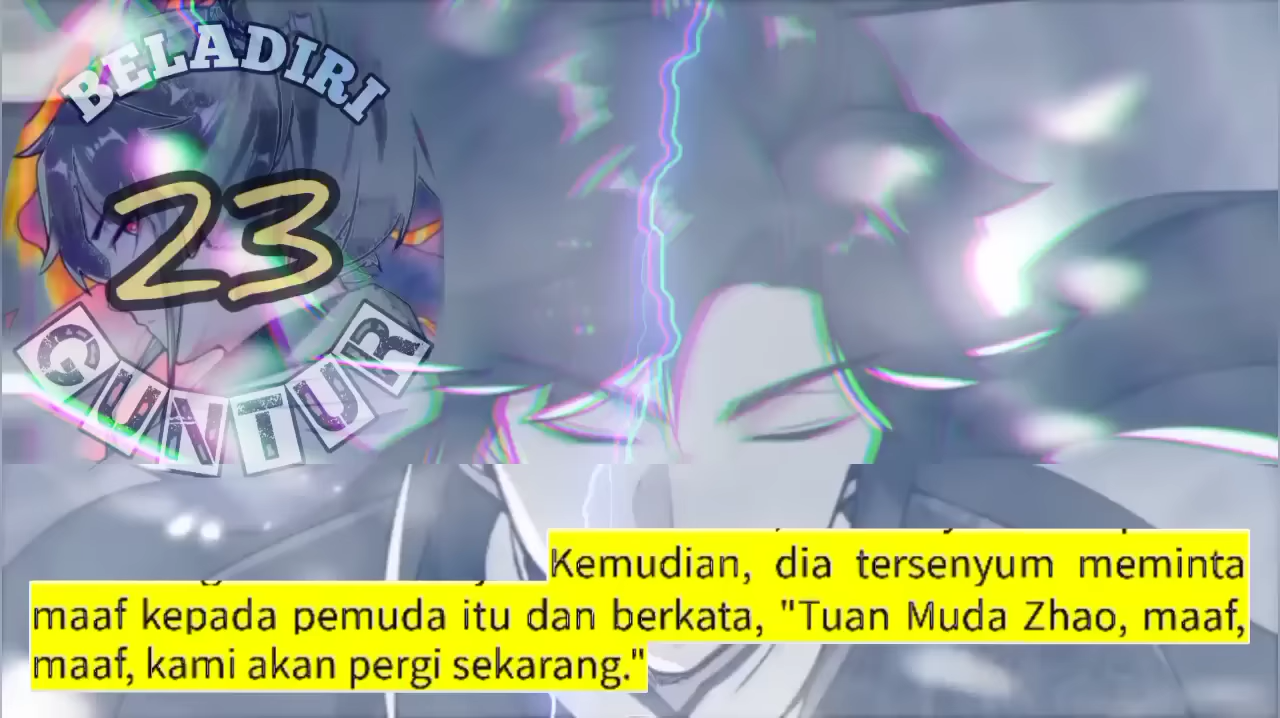 BELADIRI
23
GUNTUR
Kemudian, dia tersenyum meminta
maaf kepada pemuda itu dan berkata, "Tuan Muda Zhao, maaf,
maaf, kami akan pergi sekarang."